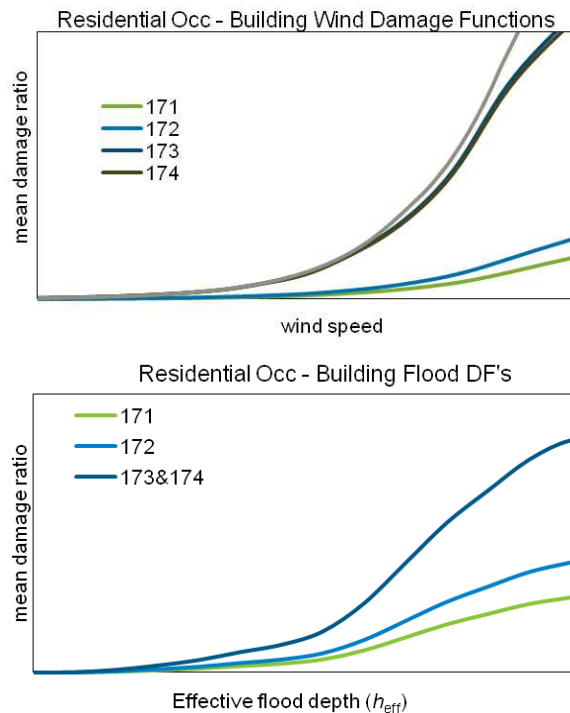 Residential Occ - Building Wind Damage Functions
mean damage ratio
171
172
173
174
wind speed
Residential Occ - Building Flood DF's
mean damage ratio
171
172
173&174
Effective flood depth (heff)